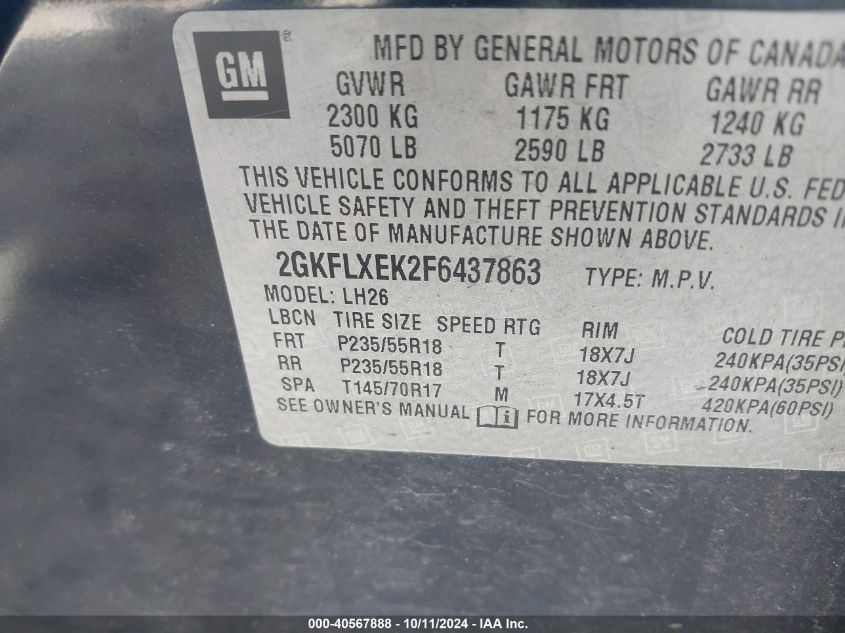 GM ®
MFD BY GENERAL MOTORS OF CANADA
GVWR GAWR FRT GAWR RR
2300 KG 1175 KG 1240 KG
5070 LB 2590 LB 2733 LB
THIS VEHICLE CONFORMS TO ALL APPLICABLE U.S. FED
VEHICLE SAFETY AND THEFT PREVENTION STANDARDS I
THE DATE OF MANUFACTURE SHOWN ABOVE.
2GKFLXEK2F6437863 TYPE: M.P.V.
MODEL: LH26
LBCN TIRE SIZE SPEED RTG RIM COLD TIRE P
FRT P235/55R18 T 18X7J 240KPA(35PSI)
RR P235/55R18 T 18X7J 240KPA(35PSI)
SPA T145/70R17 M 17X4.5T 420KPA(60PSI)
SEE OWNER'S MANUAL i FOR MORE INFORMATION.
000-40567888 - 10/11/2024 - IAA Inc.